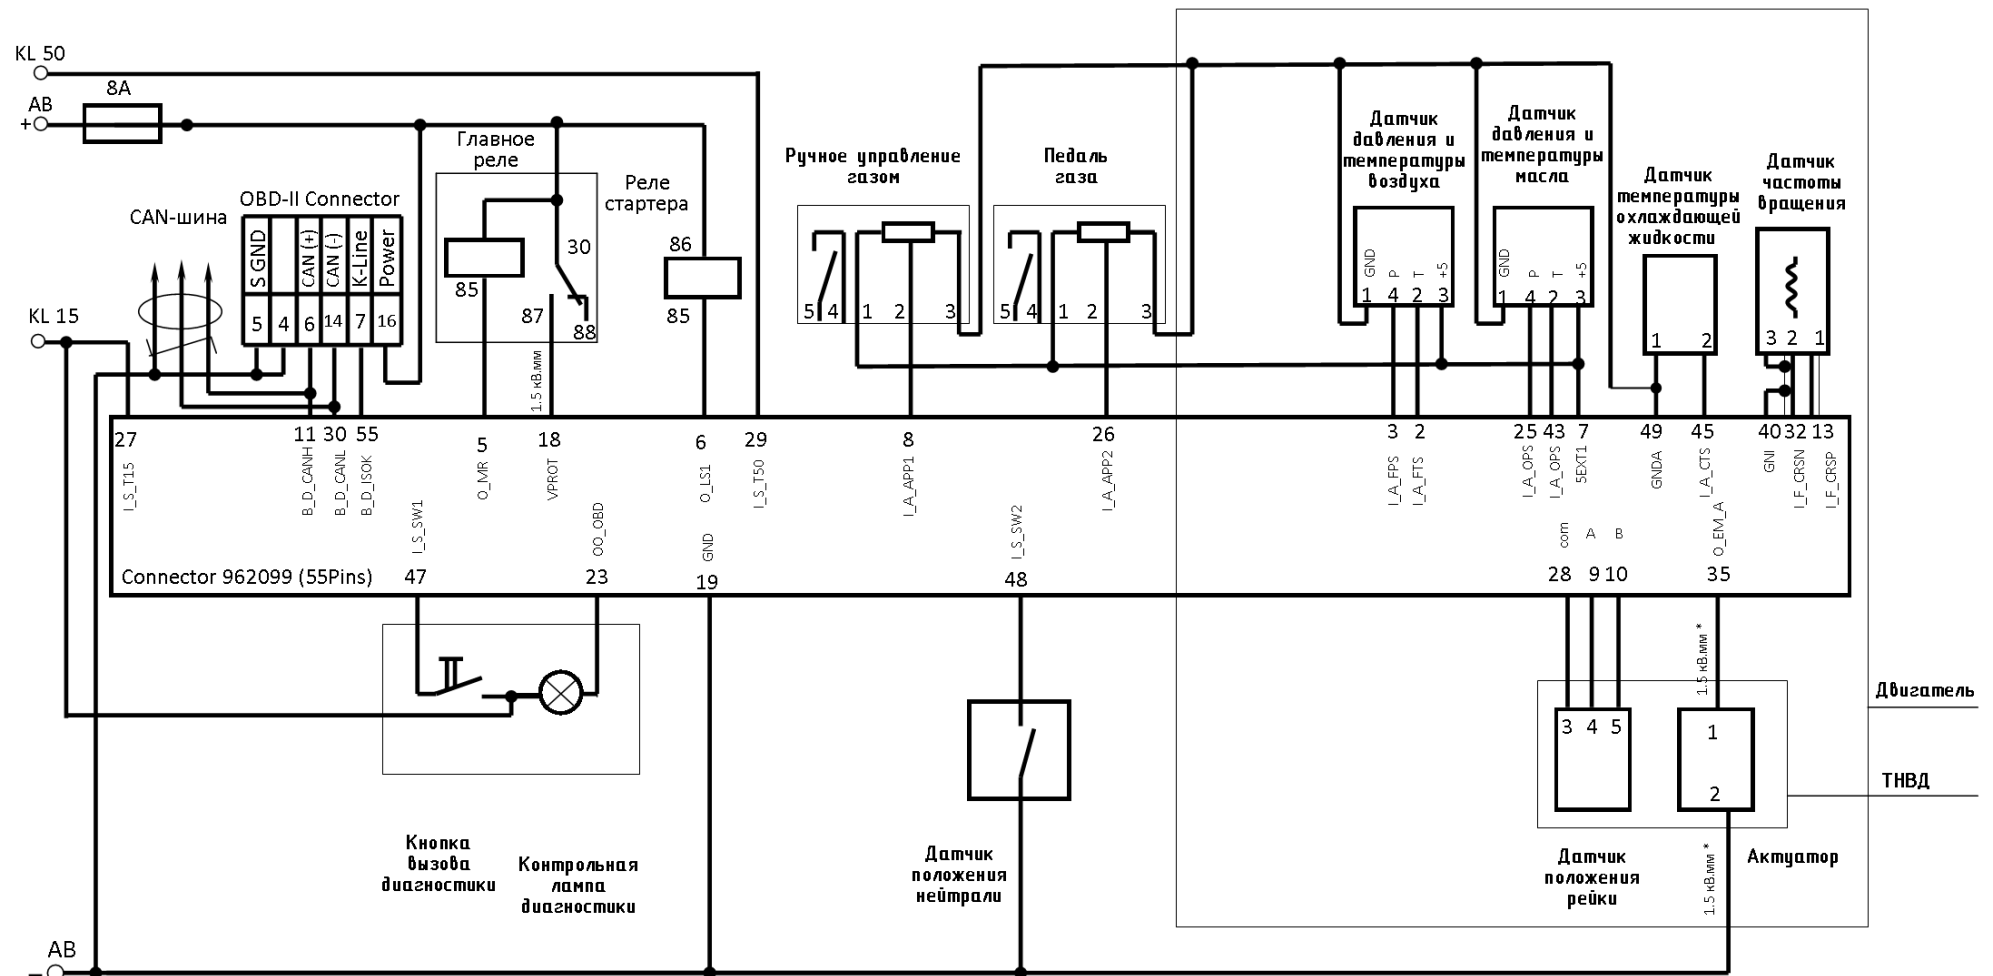 KL 50
8A
AB
+
Главное
реле
OBD-II Connector
CAN-шина
S GND
CAN (+)
CAN (-)
K-Line
Power
5
4
6
14
7
16
KL 15
30
85
87
88
1.5 кВ.мм
Реле
стартера
86
85
Ручное управление
газом
5
4
1
2
3
Педаль
газа
5
4
1
2
3
Датчик
давления и
температуры
воздуха
GND
P
T
+5
1
4
2
3
Датчик
давления и
температуры
масла
GND
P
T
+5
1
4
2
3
Датчик
температуры
охлаждающей
жидкости
1
2
Датчик
частоты
вращения
3
2
1
27
11
30
55
5
18
6
29
8
26
3
2
25
43
7
49
45
40
32
13
I_S_T15
B_D_CANH
B_D_CANL
B_D_ISOK
I_S_SW1
O_MR
VPROT
OO_OBD
O_LS1
GND
I_S_T50
I_A_APP1
I_S_SW2
I_A_APP2
I_A_FPS
I_A_FTS
I_A_OPS
I_A_OPS
5EXT1
GNDA
I_A_CTS
GNI
I_F_CRSN
I_F_CRSP
com
A
B
O_EM_A
Connector 962099 (55Pins)
47
23
19
48
28
9
10
35
1.5 кВ.мм *
3
4
5
1
2
Двигатель
ТНВД
Кнопка
вызова
диагностики
Контрольная
лампа
диагностики
Датчик
положения
нейтрали
Датчик
положения
рейки
1.5 кВ.мм *
Актуатор
AB
–